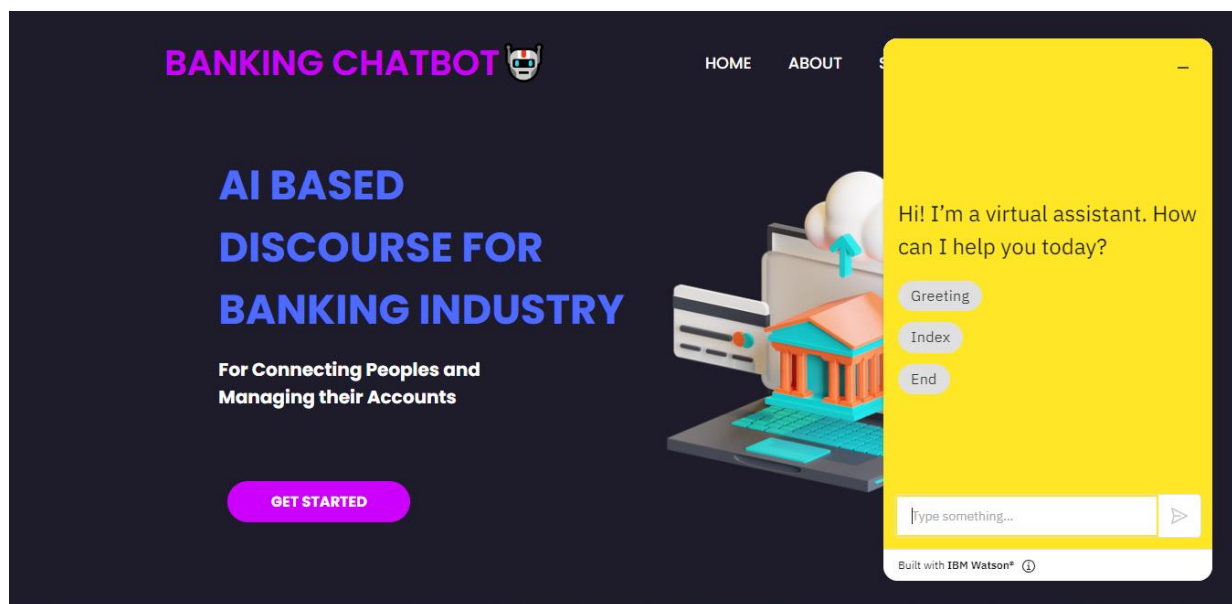 BANKING CHATBOT
HOME ABOUT S
AI BASED
DISCOURSE FOR
BANKING INDUSTRY
For Connecting Peoples and
Managing their Accounts
GET STARTED
Hi! I'm a virtual assistant. How
can I help you today?
Greeting
Index
End
Type something...
Built with IBM Watson®